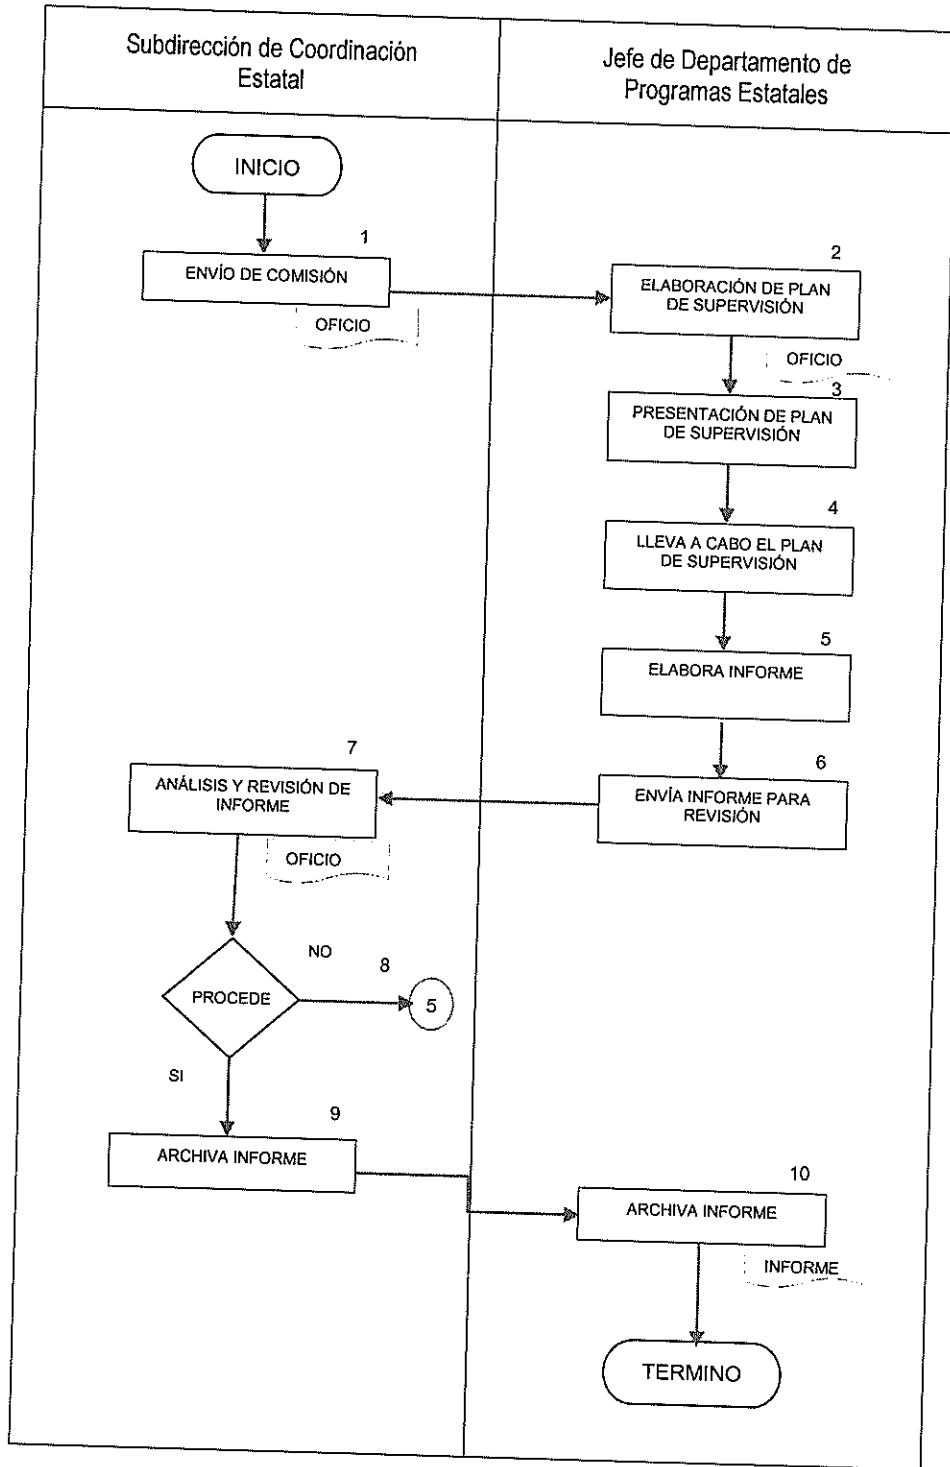 Subdirección de Coordinación
Estatal
Jefe de Departamento de
Programas Estatales
INICIO
1
ENVÍO DE COMISIÓN
OFICIO
2
ELABORACIÓN DE PLAN
DE SUPERVISIÓN
OFICIO
3
PRESENTACIÓN DE PLAN
DE SUPERVISIÓN
4
LLEVA A CABO EL PLAN
DE SUPERVISIÓN
5
ELABORA INFORME
6
ENVÍA INFORME PARA
REVISIÓN
7
ANÁLISIS Y REVISIÓN DE
INFORME
OFICIO
PROCEDE
NO
8
5
SI
9
ARCHIVA INFORME
10
ARCHIVA INFORME
INFORME
TERMINO